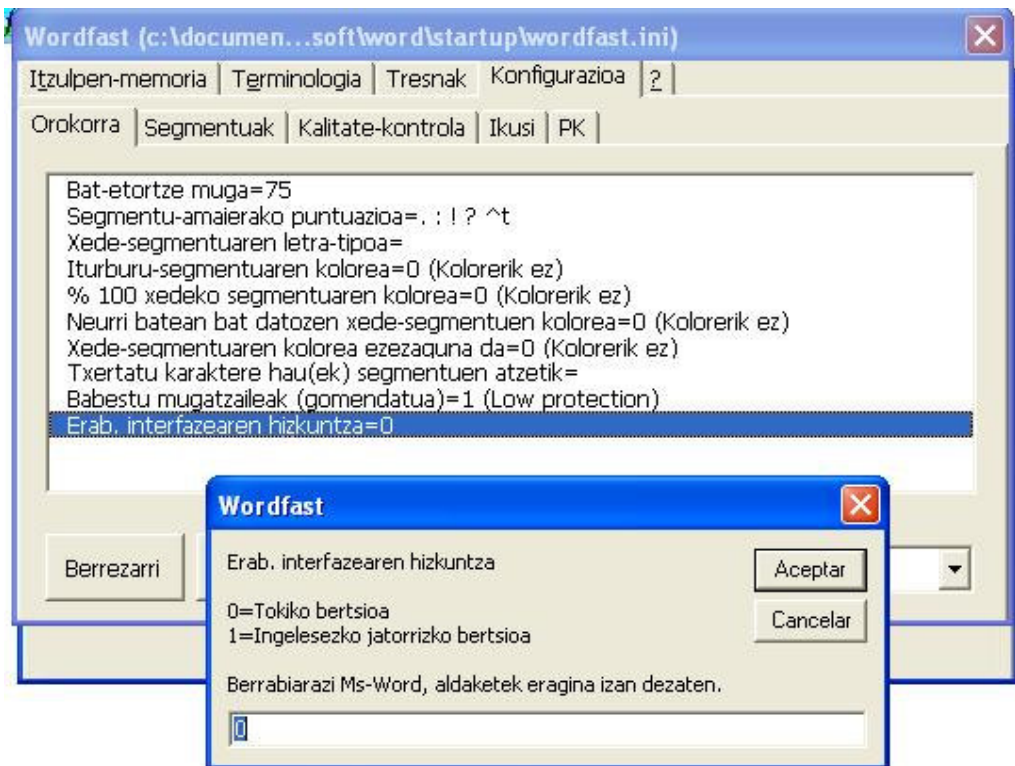 Wordfast (c:\documen...soft\word\startup\wordfast.ini)
Itzulpen-memoria Terminologia Tresnak Konfigurazioa ?
Orokorra Segmentuak Kalitate-kontrola Ikusi PK
Bat-etortze muga=75
Segmentu-amaierako puntuazioa=. : ! ? ^t
Xede-segmentuaren letra-tipoa=
Iturburu-segmentuaren kolorea=0 (Kolorerik ez)
% 100 xedeko segmentuaren kolorea=0 (Kolorerik ez)
Neurri batean bat datozen xede-segmentuen kolorea=0 (Kolorerik ez)
Xede-segmentuaren kolorea ezezaguna da=0 (Kolorerik ez)
Txertatu karaktere hau(ek) segmentuen atzetik=
Babestu mugatzaileak (gomendatua)=1 (Low protection)
Erab. interfazearen hizkuntza=0
Berrezarri
Wordfast
Erab. interfazearen hizkuntza
Aceptar
0=Tokiko bertsioa
1=Ingelesezko jatorrizko bertsioa
Cancelar
Berrabiarazi Ms-Word, aldaketek eragina izan dezaten.
0